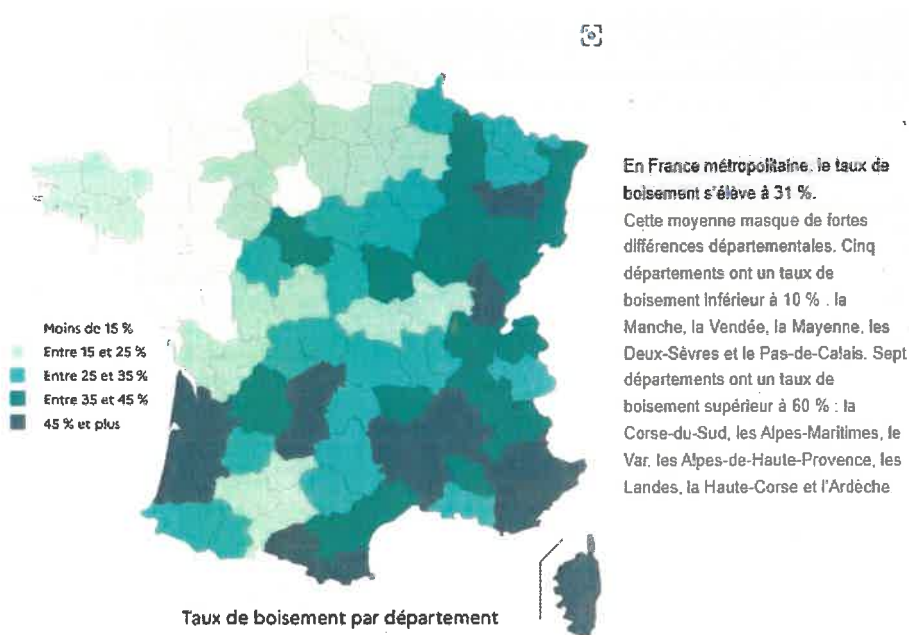 En France métropolitaine, le taux de
boisement s'élève à 31 %.
Cette moyenne masque de fortes
différences départementales. Cinq
départements ont un taux de
boisement inférieur à 10 % : la
Manche, la Vendée, la Mayenne, les
Deux-Sèvres et le Pas-de-Calais. Sept
départements ont un taux de
boisement supérieur à 60 % : la
Corse-du-Sud, les Alpes-Maritimes, le
Var, les Alpes-de-Haute-Provence, les
Landes, la Haute-Corse et l'Ardèche
Moins de 15 %
Entre 15 et 25 %
Entre 25 et 35 %
Entre 35 et 45 %
45 % et plus
Taux de boisement par département